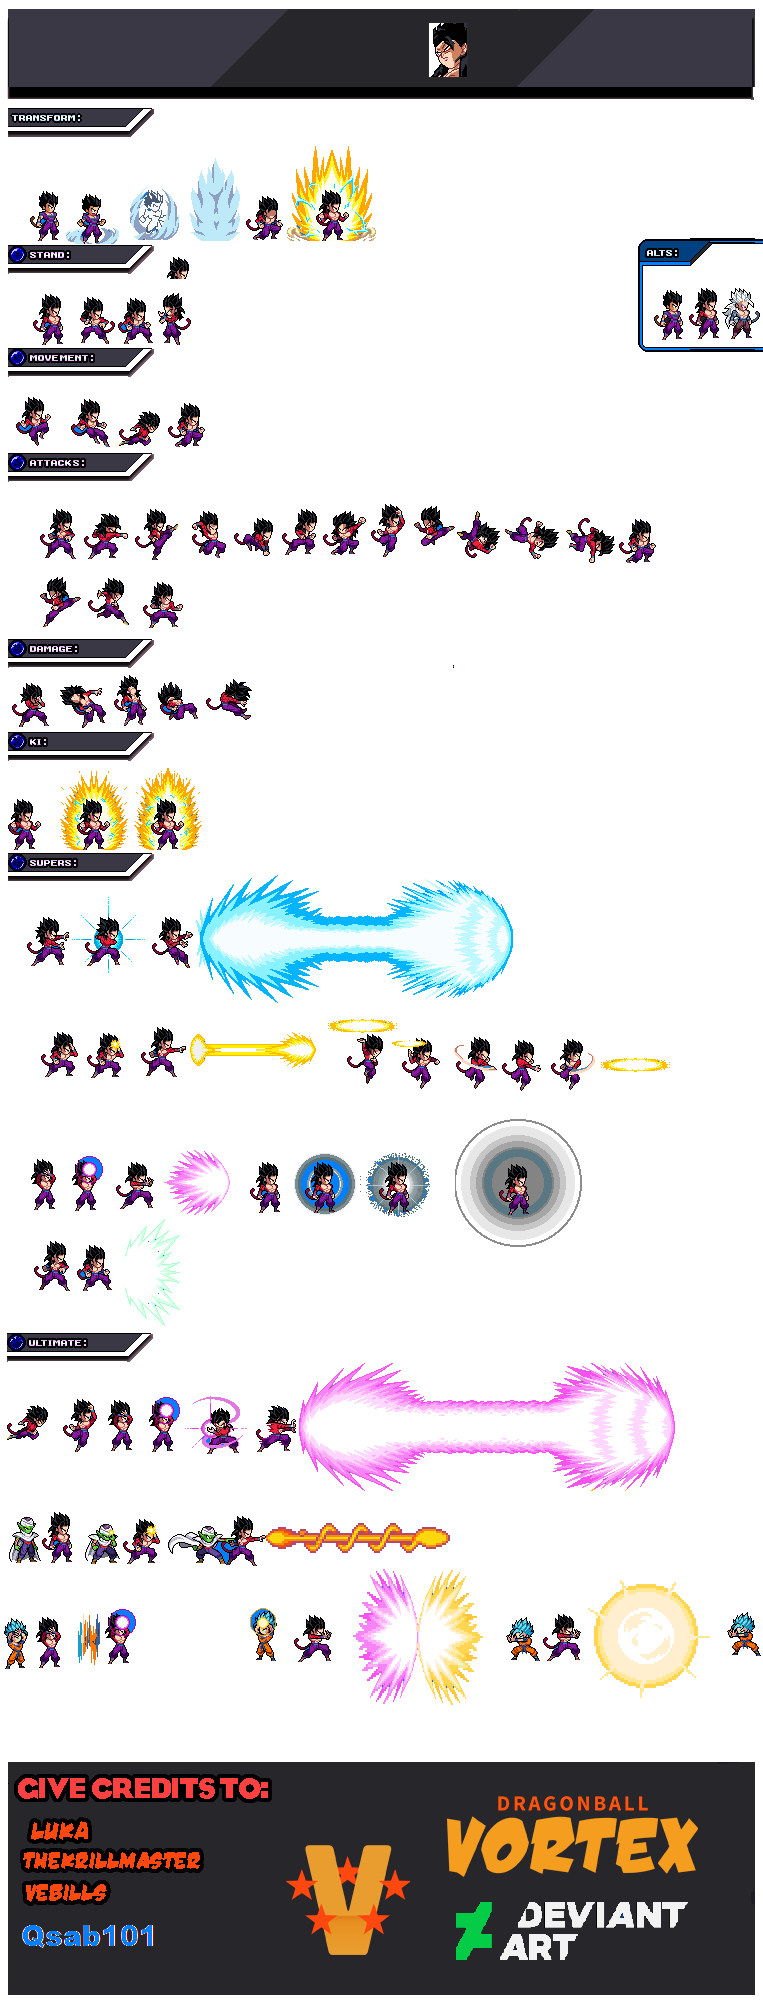 TRANSFORM:
STAND:
ALTS:
MOVEMENT:
ATTACKS:
DAMAGE:
KI:
SUPERS:
ULTIMATE:
GIVE CREDITS TO:
LUKA
THEKRILLMASTER
VEBILLS
Qsab101
DRAGONBALL
VORTEX
V
DEVIANT
ART